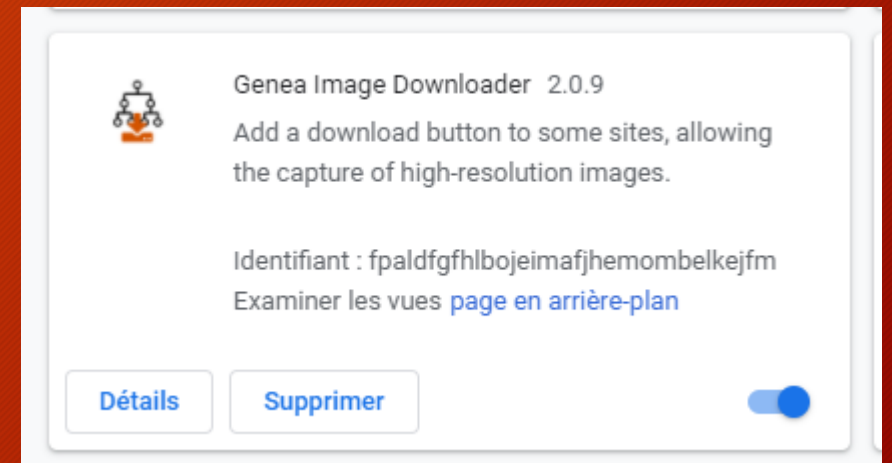 Genea Image Downloader 2.0.9
Add a download button to some sites, allowing
the capture of high-resolution images.
Identifiant : fpaldfgfhlbojeimafjhemombelkejfm
Examiner les vues page en arrière-plan
Détails Supprimer